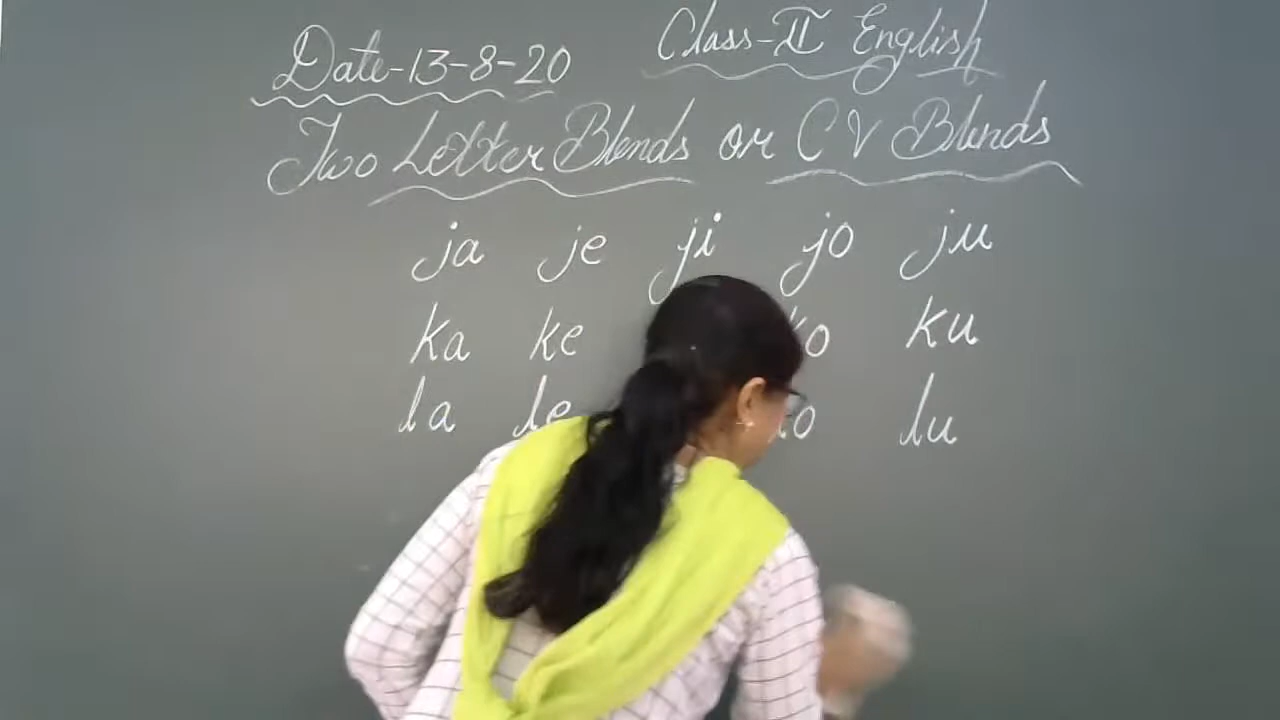 Date-13-8-20 Class-II English
Two Letter Blends or CV Blends
ja je ji jo ju
ka ke ko ku
la le lu